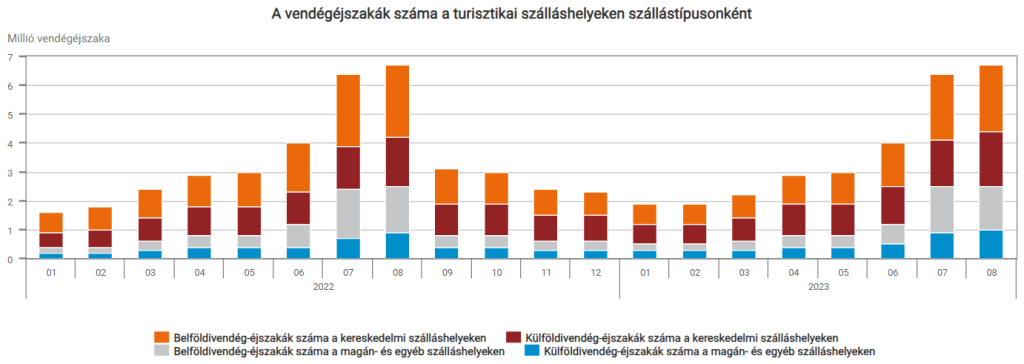 A vendégéjszakák száma a turisztikai szálláshelyeken szállástípusonként
Millió vendégéjszaka
7
6
5
4
3
2
1
0
01 02 03 04 05 06 07 08 09 10 11 12 01 02 03 04 05 06 07 08
2022 2023
Belföldivendég-éjszakák száma a kereskedelmi szálláshelyeken Külföldivendég-éjszakák száma a kereskedelmi szálláshelyeken
Belföldivendég-éjszakák száma a magán- és egyéb szálláshelyeken Külföldivendég-éjszakák száma a magán- és egyéb szálláshelyeken